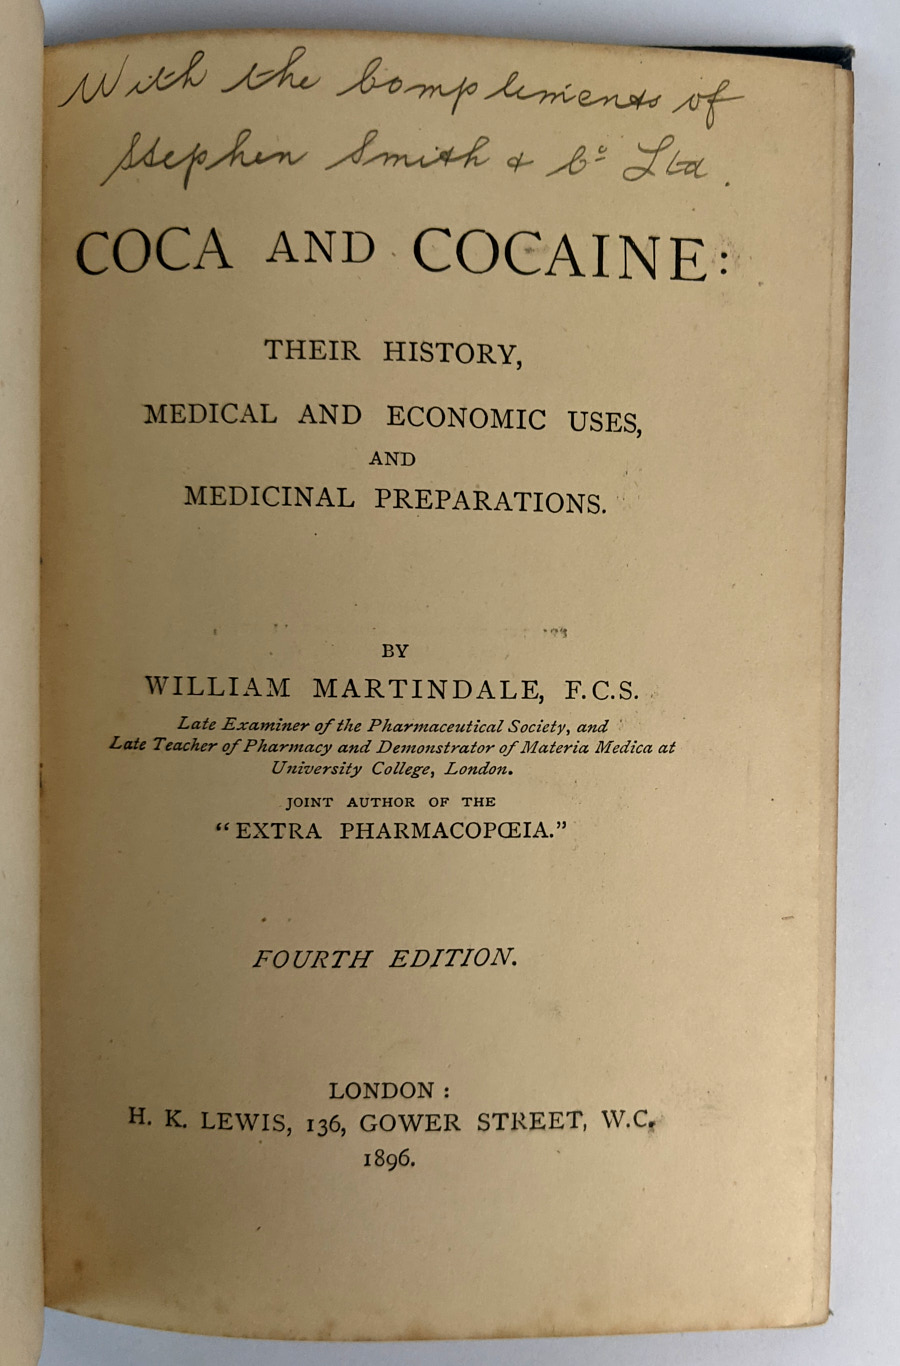 With the Compliments of
Stephen Smith & Co Ltd.
COCA AND COCAINE:
THEIR HISTORY,
MEDICAL AND ECONOMIC USES,
AND
MEDICINAL PREPARATIONS.
BY
WILLIAM MARTINDALE, F.C.S.
Late Examiner of the Pharmaceutical Society, and
Late Teacher of Pharmacy and Demonstrator of Materia Medica at
University College, London.
JOINT AUTHOR OF THE
“EXTRA PHARMACOPŒIA.”
FOURTH EDITION.
LONDON:
H. K. LEWIS, 136, GOWER STREET, W.C.
1896.